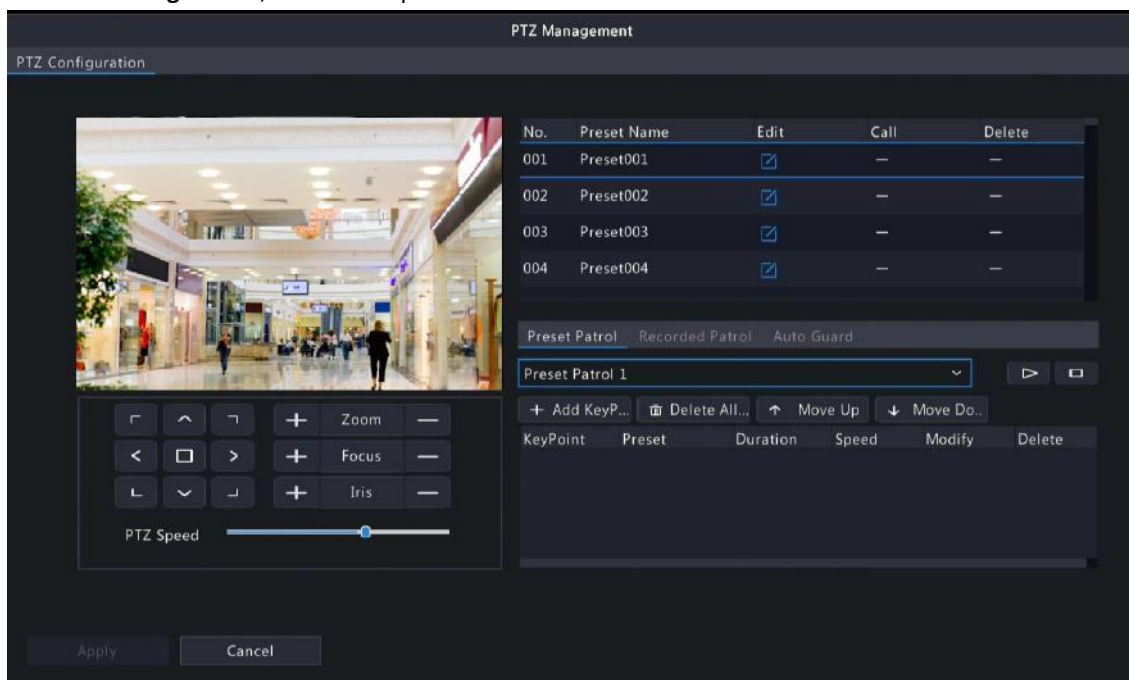 PTZ Management
PTZ Configuration
No. Preset Name Edit Call Delete
001 Preset001 — —
002 Preset002 — —
003 Preset003 — —
004 Preset004 — —
Preset Patrol Recorded Patrol Auto Guard
Preset Patrol 1
+ Add KeyP... Delete All... ↑ Move Up ↓ Move Do..
KeyPoint Preset Duration Speed Modify Delete
+ Zoom —
+ Focus —
+ Iris —
PTZ Speed
Apply Cancel